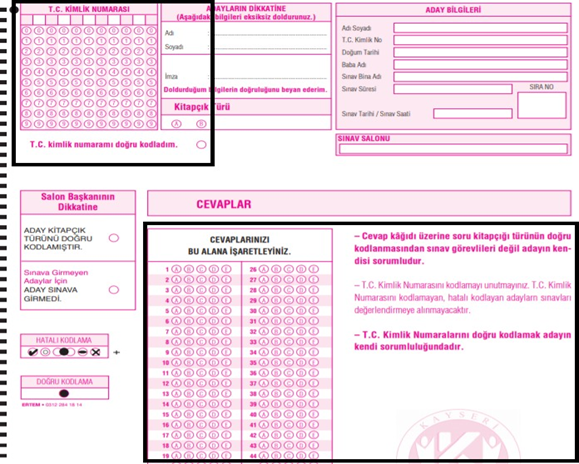 T.C. KİMLİK NUMARASI
ADAYLARIN DİKKATİNE
(Aşağıdaki bilgileri eksiksiz doldurunuz.)
Adı :
Soyadı :
İmza :
Doldurduğum bilgilerin doğruluğunu beyan ederim.
Kitapçık Türü
A B
T.C. kimlik numaramı doğru kodladım.
ADAY BİLGİLERİ
Adı Soyadı
T.C. Kimlik No
Doğum Tarihi
Baba Adı
Sınav Bina Adı
Sınav Süresi
SIRA NO
Sınav Tarihi / Sınav Saati
SINAV SALONU
Salon Başkanının
Dikkatine
ADAY KİTAPÇIK
TÜRÜNÜ DOĞRU
KODLAMIŞTIR.
Sınava Girmeyen
Adaylar İçin
ADAY SINAVA
GİRMEDİ.
HATALI KODLAMA
DOĞRU KODLAMA
ERTEM • 0212 284 18 14
CEVAPLAR
CEVAPLARINIZI
BU ALANA İŞARETLEYİNİZ.
1 A B C D E 26 A B C D E
2 A B C D E 27 A B C D E
3 A B C D E 28 A B C D E
4 A B C D E 29 A B C D E
5 A B C D E 30 A B C D E
6 A B C D E 31 A B C D E
7 A B C D E 32 A B C D E
8 A B C D E 33 A B C D E
9 A B C D E 34 A B C D E
10 A B C D E 35 A B C D E
11 A B C D E 36 A B C D E
12 A B C D E 37 A B C D E
13 A B C D E 38 A B C D E
14 A B C D E 39 A B C D E
15 A B C D E 40 A B C D E
16 A B C D E 41 A B C D E
17 A B C D E 42 A B C D E
18 A B C D E 43 A B C D E
19 A B C D E 44 A B C D E
– Cevap kâğıdı üzerine soru kitapçığı türünün doğru
kodlanmasından sınav görevlileri değil adayın ken-
disi sorumludur.
– T.C. Kimlik Numarasını kodlamayı unutmayınız. T.C. Kimlik
Numarasını kodlamayan, hatalı kodlayan adayların sınavları
değerlendirmeye alınmayacaktır.
– T.C. Kimlik Numaralarını doğru kodlamak adayın
kendi sorumluluğundadır.
KAYSERİ